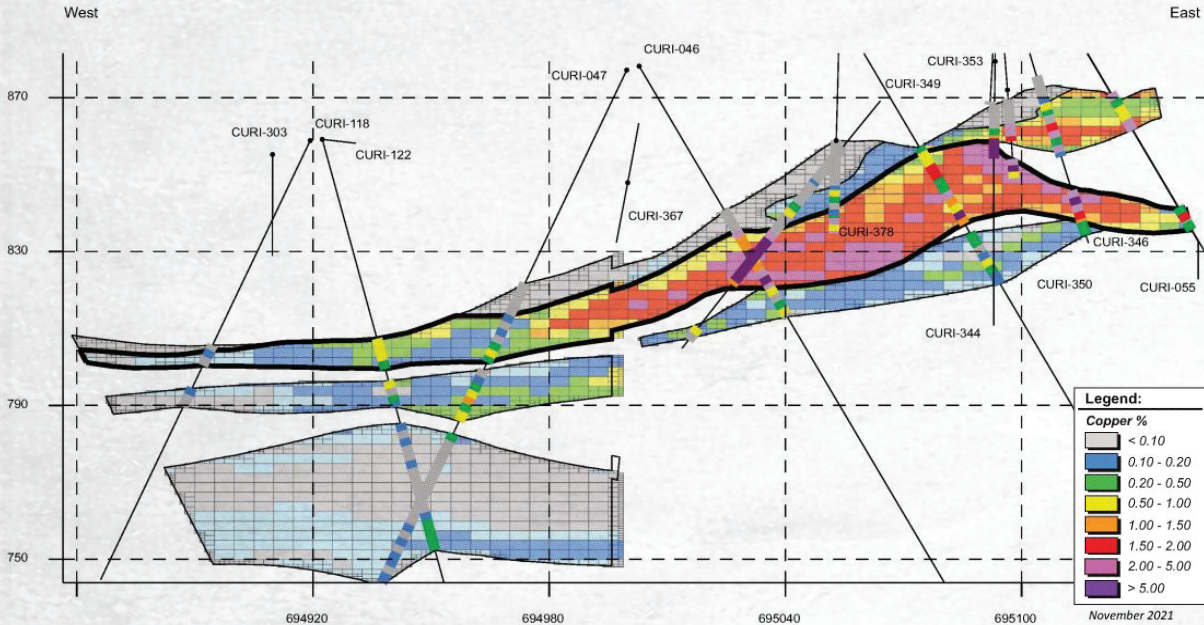 West
East
CURI-046
CURI-353
CURI-047
CURI-349
870
CURI-118
CURI-303
CURI-122
CURI-367
CURI-378
830
CURI-346
CURI-350
CURI-055
CURI-344
790
Legend:
Copper %
< 0.10
0.10 - 0.20
0.20 - 0.50
0.50 - 1.00
1.00 - 1.50
1.50 - 2.00
2.00 - 5.00
> 5.00
750
694920
694980
695040
695100
November 2021